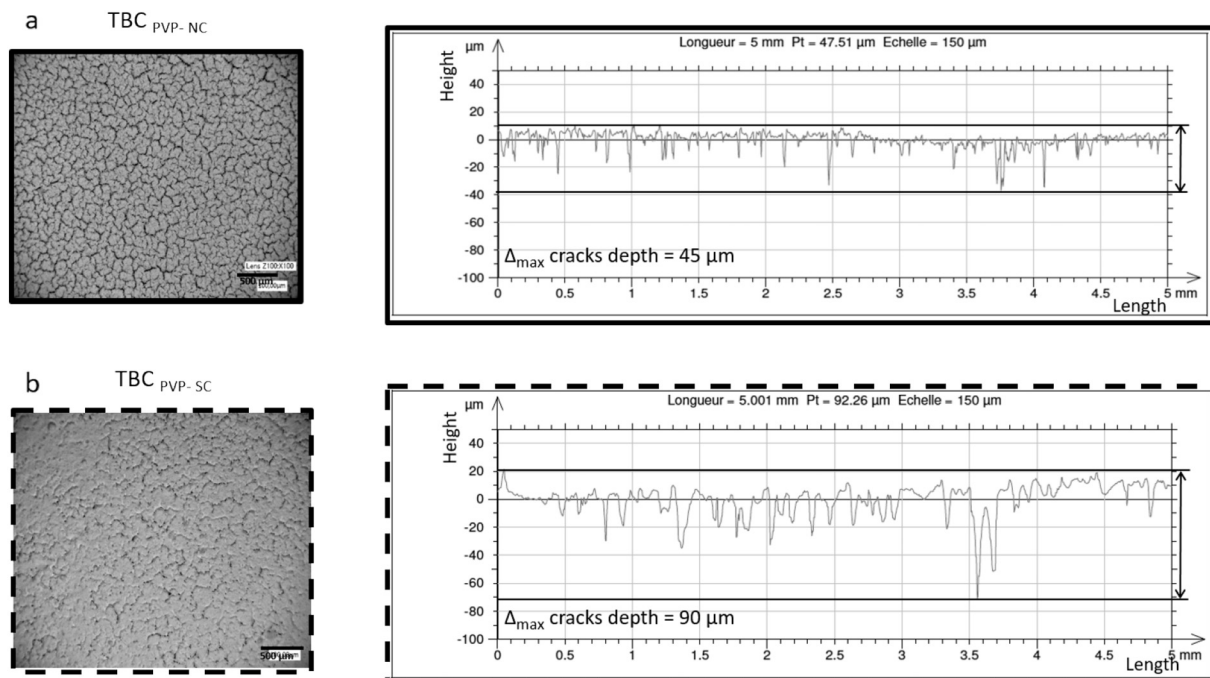 a
TBC PVP- NC
Lens Z100:X100
500 µm
Longueur = 5 mm Pt = 47.51 µm Echelle = 150 µm
µm
Height
40
20
0
-20
-40
-60
-80
-100
Δmax cracks depth = 45 µm
0 0.5 1 1.5 2 2.5 3 3.5 4 4.5 5 mm
Length
b
TBC PVP- SC
500 µm
Longueur = 5.001 mm Pt = 92.26 µm Echelle = 150 µm
µm
Height
40
20
0
-20
-40
-60
-80
-100
Δmax cracks depth = 90 µm
0 0.5 1 1.5 2 2.5 3 3.5 4 4.5 5 mm
Length